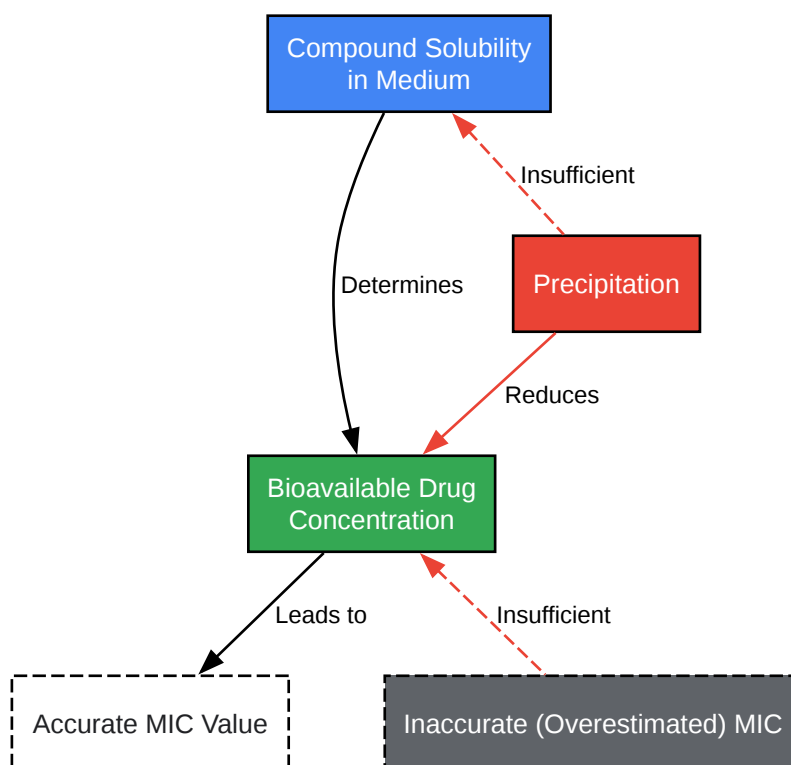 Compound Solubility
in Medium
Insufficient
Precipitation
Determines
Reduces
Bioavailable Drug
Concentration
Leads to
Insufficient
Accurate MIC Value
Inaccurate (Overestimated) MIC